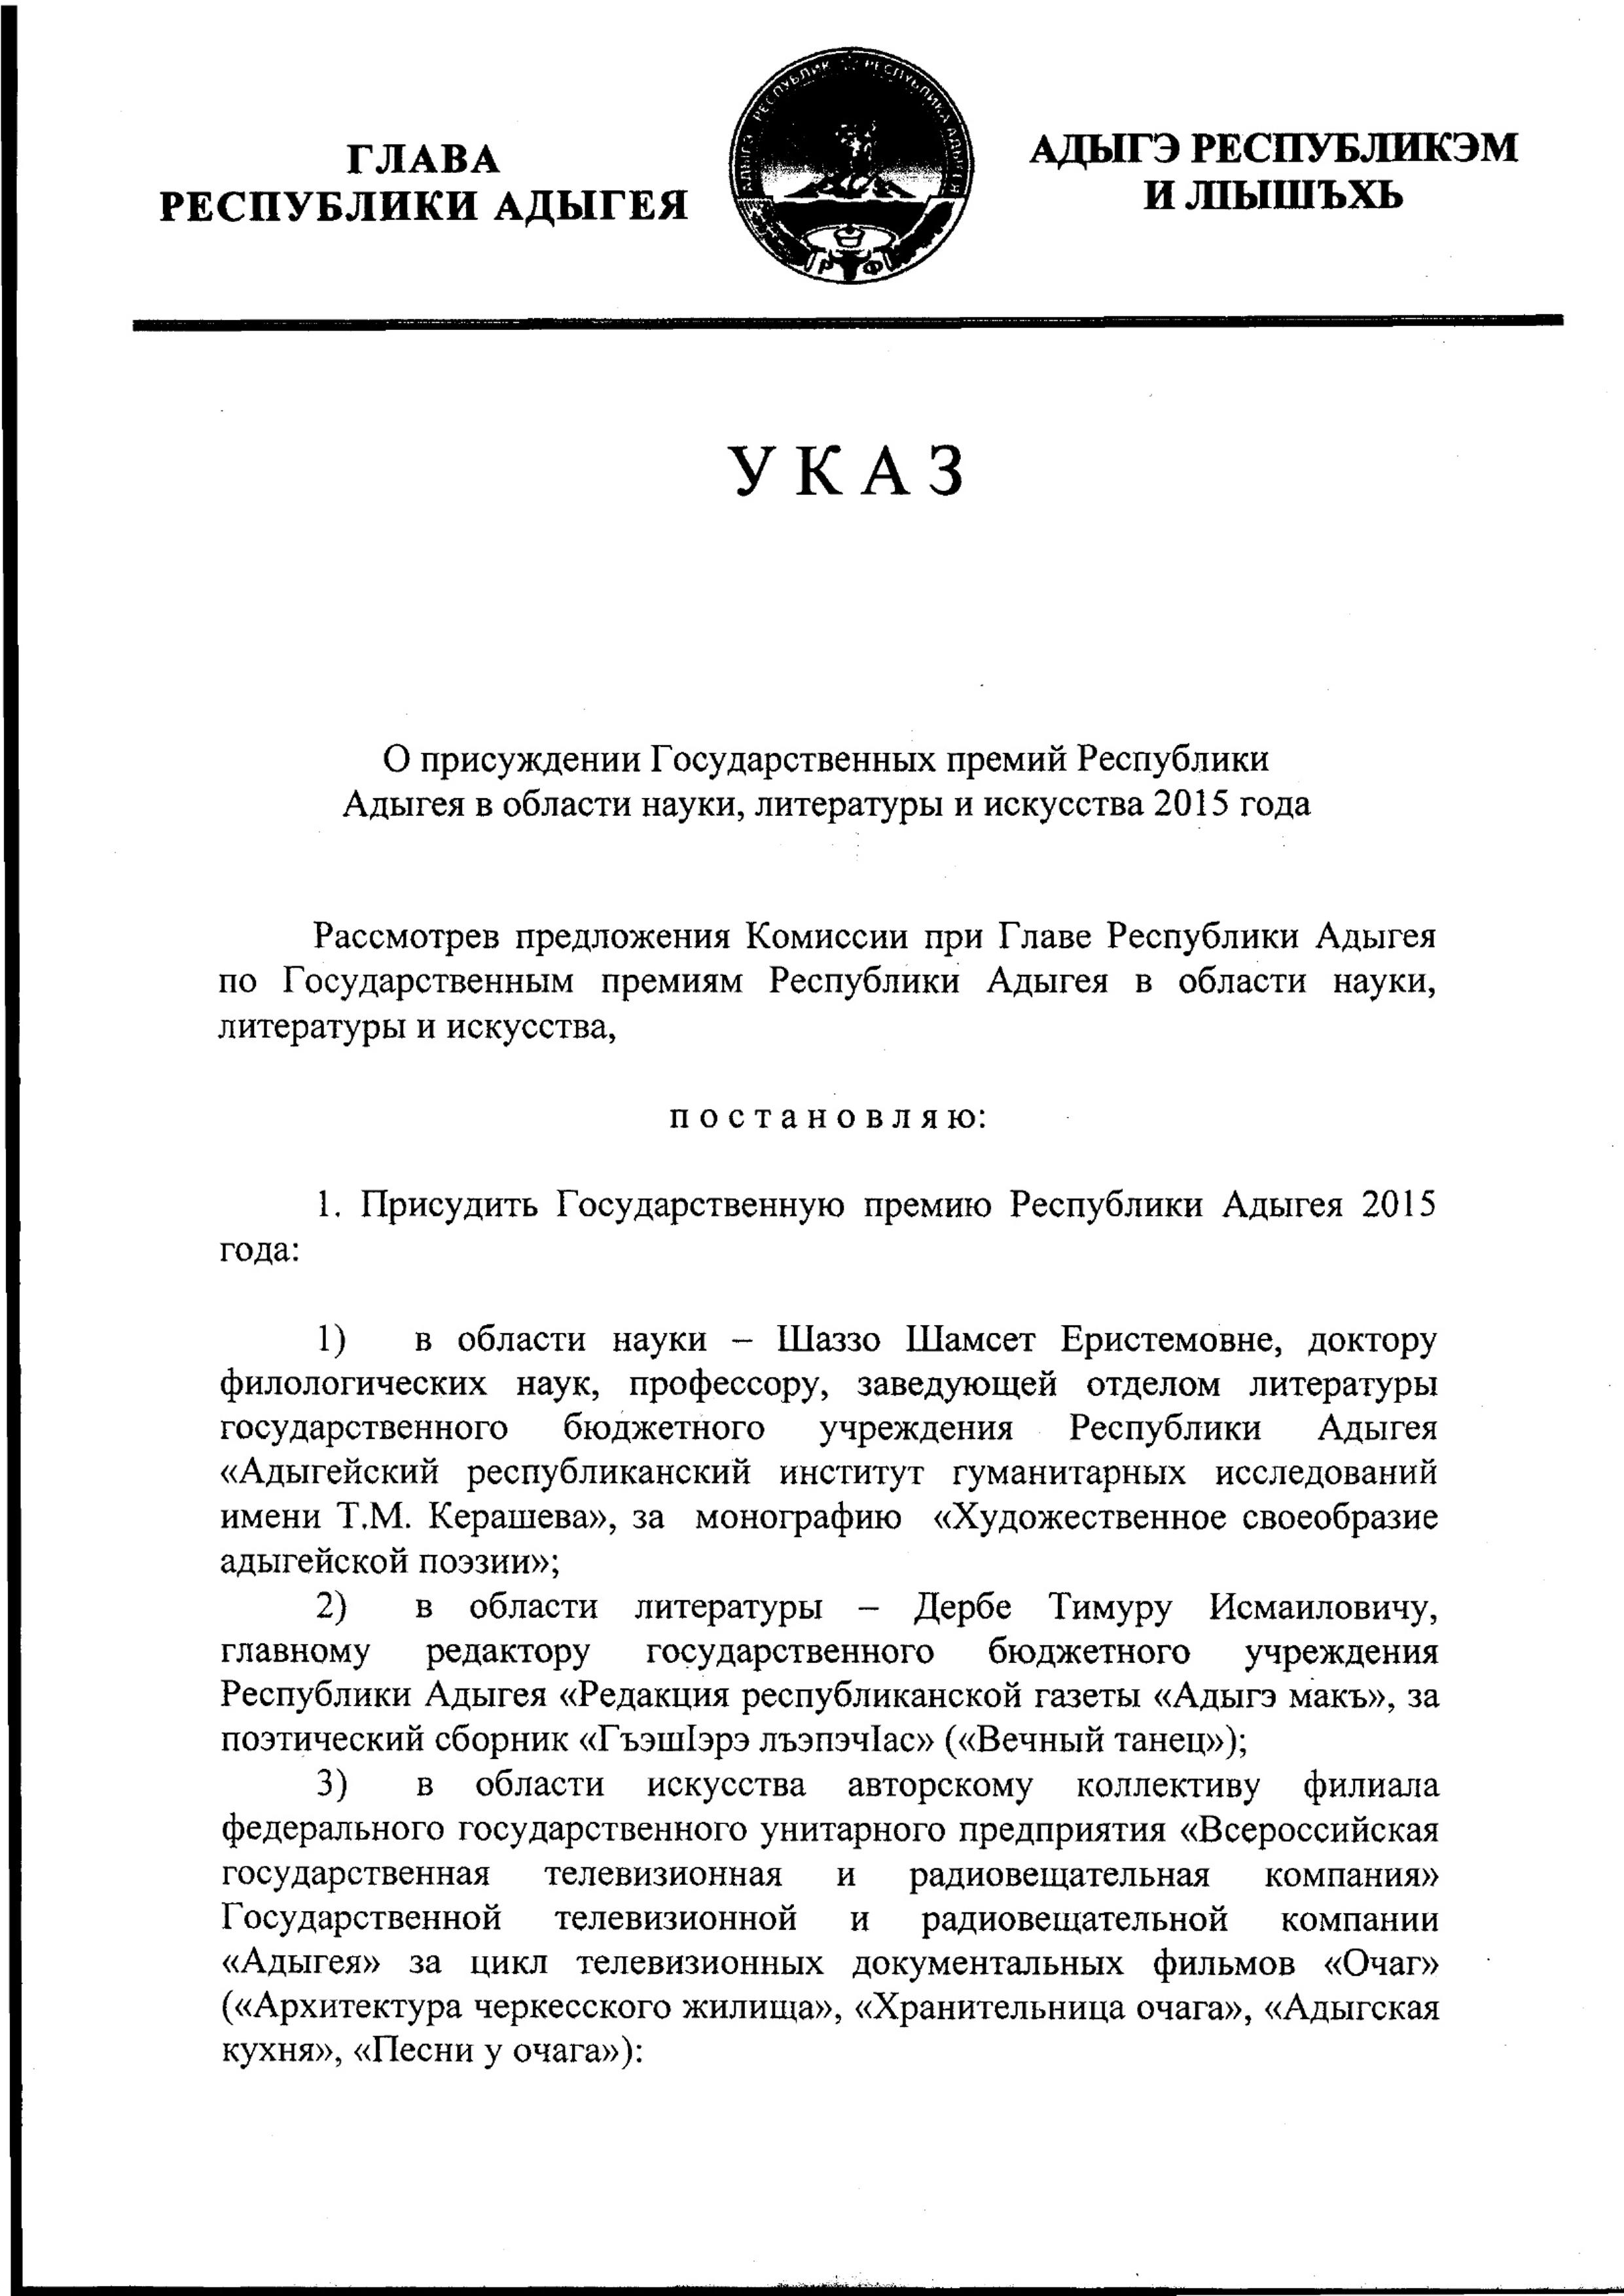 ГЛАВА
РЕСПУБЛИКИ АДЫГЕЯ
АДЫГЭ РЕСПУБЛИКЭМ
И ЛІЫШЪХЬ
АДЫГЭ РЕСПУБЛИК РЕСПУБЛИКА АДЫГЕЯ
РФ
УКАЗ
О присуждении Государственных премий Республики
Адыгея в области науки, литературы и искусства 2015 года
Рассмотрев предложения Комиссии при Главе Республики Адыгея
по Государственным премиям Республики Адыгея в области науки,
литературы и искусства,
п о с т а н о в л я ю:
1. Присудить Государственную премию Республики Адыгея 2015
года:
1) в области науки – Шаззо Шамсет Еристемовне, доктору
филологических наук, профессору, заведующей отделом литературы
государственного бюджетного учреждения Республики Адыгея
«Адыгейский республиканский институт гуманитарных исследований
имени Т.М. Керашева», за монографию «Художественное своеобразие
адыгейской поэзии»;
2) в области литературы – Дербе Тимуру Исмаиловичу,
главному редактору государственного бюджетного учреждения
Республики Адыгея «Редакция республиканской газеты «Адыгэ макъ», за
поэтический сборник «ГъэшІэрэ лъэпэчІас» («Вечный танец»);
3) в области искусства авторскому коллективу филиала
федерального государственного унитарного предприятия «Всероссийская
государственная телевизионная и радиовещательная компания»
Государственной телевизионной и радиовещательной компании
«Адыгея» за цикл телевизионных документальных фильмов «Очаг»
(«Архитектура черкесского жилища», «Хранительница очага», «Адыгская
кухня», «Песни у очага»):